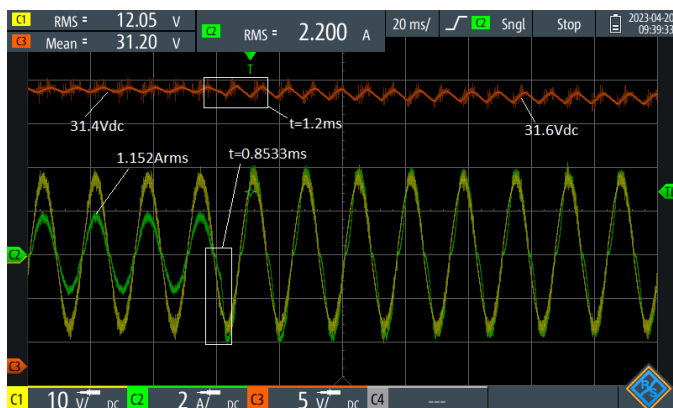 C1 RMS = 12.05 V C2 RMS = 2.200 A 20 ms/ C2 Sngl Stop 2023-04-20
C3 Mean = 31.20 V 09:39:33
T
31.4Vdc t=1.2ms 31.6Vdc
1.152Arms t=0.8533ms
T
C2
C3
C1 10 V/ DC C2 2 A/ DC C3 5 V/ DC C4 ---
R&S